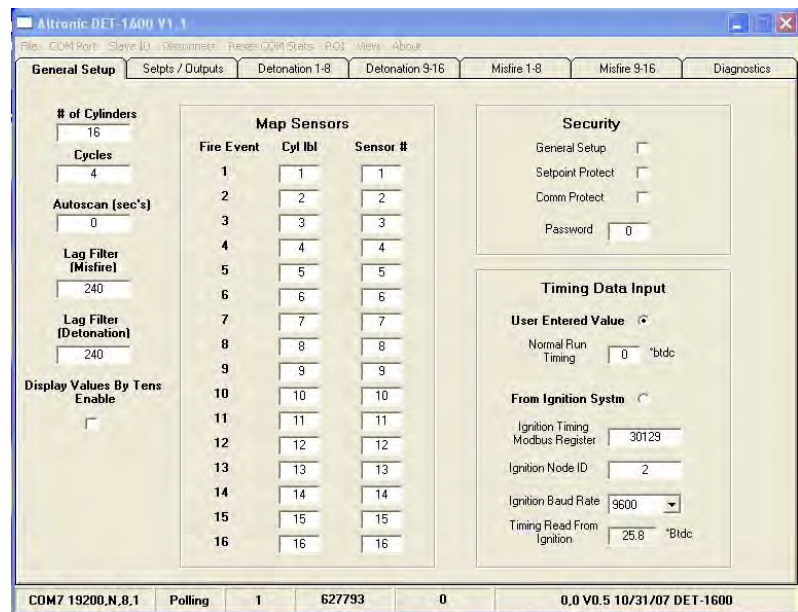 Altronic DET-1600 V1.1
File COM Port Slave ID Disconnect Reset COM Stats ROI View About
General Setup Setpts / Outputs Detonation 1-8 Detonation 9-16 Misfire 1-8 Misfire 9-16 Diagnostics
# of Cylinders
16
Cycles
4
Autoscan (sec's)
0
Lag Filter
(Misfire)
240
Lag Filter
(Detonation)
240
Display Values By Tens
Enable
Map Sensors
Fire Event Cyl lbl Sensor #
1 1 1
2 2 2
3 3 3
4 4 4
5 5 5
6 6 6
7 7 7
8 8 8
9 9 9
10 10 10
11 11 11
12 12 12
13 13 13
14 14 14
15 15 15
16 16 16
Security
General Setup
Setpoint Protect
Comm Protect
Password 0
Timing Data Input
User Entered Value
Normal Run
Timing 0 °btdc
From Ignition Systm
Ignition Timing
Modbus Register 30129
Ignition Node ID 2
Ignition Baud Rate 9600
Timing Read From
Ignition 25.8 °Btdc
COM7 19200,N,8,1 Polling 1 627793 0 0,0 V0.5 10/31/07 DET-1600